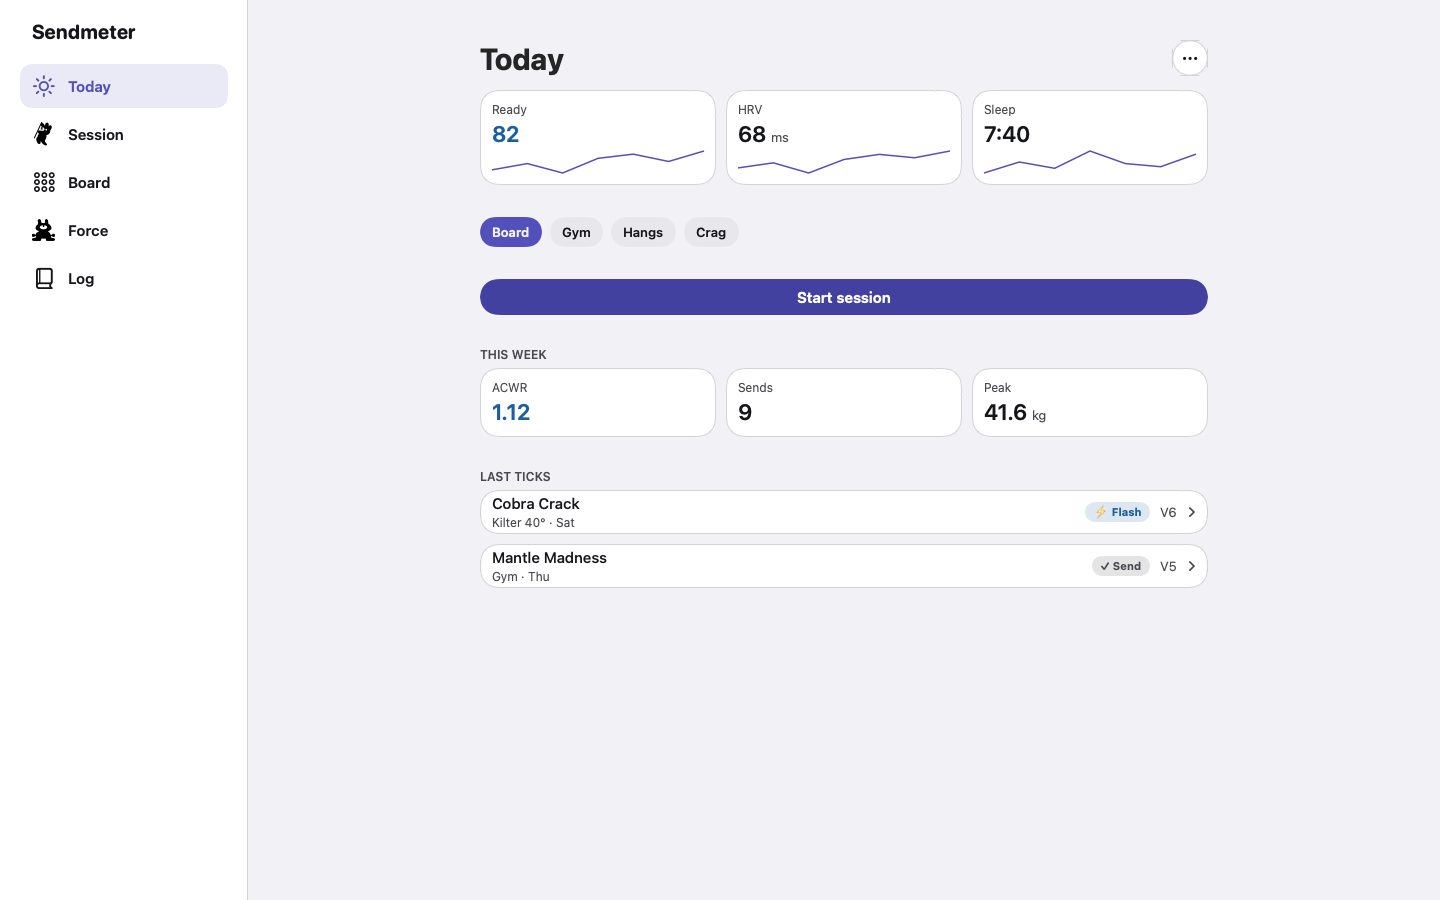 Sendmeter
Today
Session
Board
Force
Log
Today
Ready
82
HRV
68 ms
Sleep
7:40
Board
Gym
Hangs
Crag
Start session
THIS WEEK
ACWR
1.12
Sends
9
Peak
41.6 kg
LAST TICKS
Cobra Crack
Kilter 40° · Sat
⚡ Flash
V6
Mantle Madness
Gym · Thu
✓ Send
V5